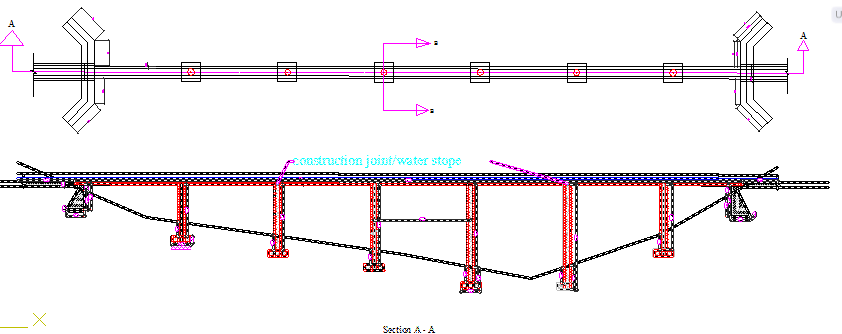 A
U
A
B
B
construction joint/water stope
Section A - A